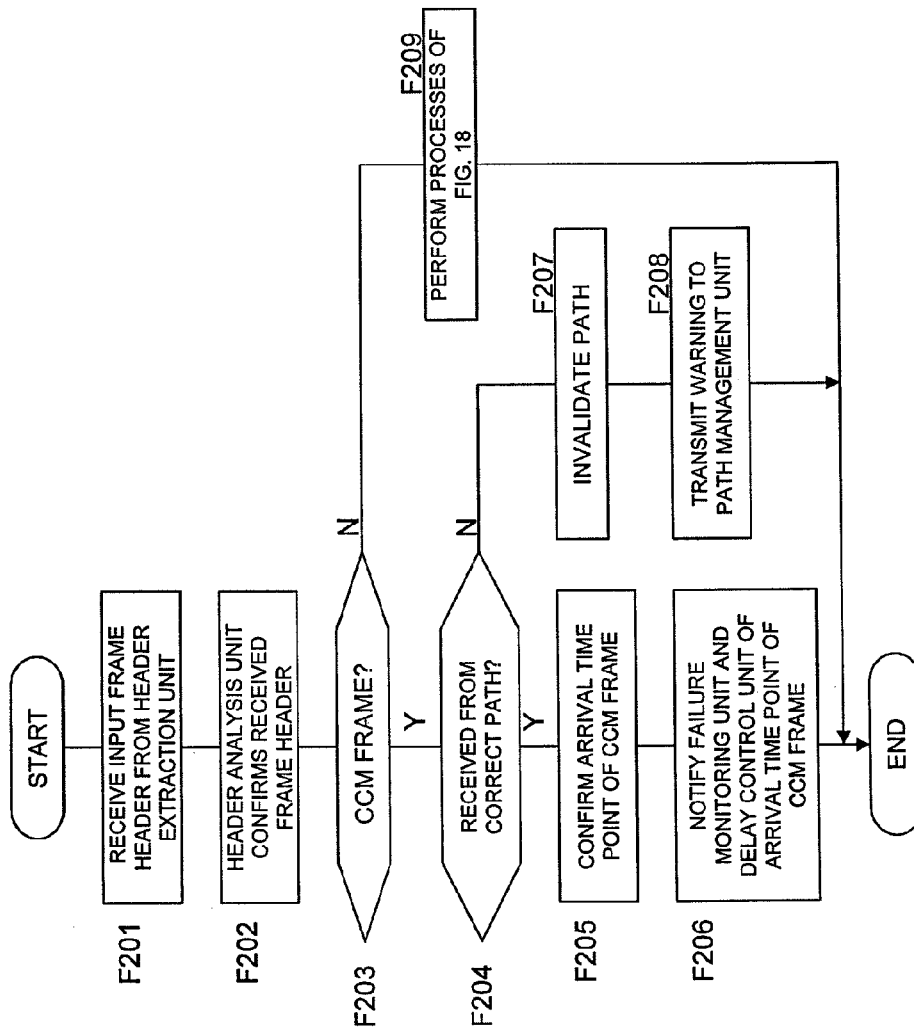 START
F201
RECEIVE INPUT FRAME
HEADER FROM HEADER
EXTRACTION UNIT
F202
HEADER ANALYSIS UNIT
CONFIRMS RECEIVED
FRAME HEADER
F203
CCM FRAME?
N
Y
F209
PERFORM PROCESSES OF
FIG. 18
F204
RECEIVED FROM
CORRECT PATH?
N
Y
F207
INVALIDATE PATH
F208
TRANSMIT WARNING TO
PATH MANAGEMENT UNIT
F205
CONFIRM ARRIVAL TIME
POINT OF CCM FRAME
F206
NOTIFY FAILURE
MONITORING UNIT AND
DELAY CONTROL UNIT OF
ARRIVAL TIME POINT OF
CCM FRAME
END